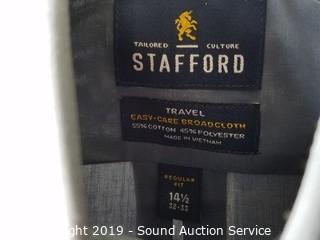 TAILORED CULTURE
STAFFORD
TRAVEL
EASY-CARE BROADCLOTH
55% COTTON 45% POLYESTER
MADE IN VIETNAM
REGULAR
FIT
14½
32-33
Copyright 2019 - Sound Auction Service